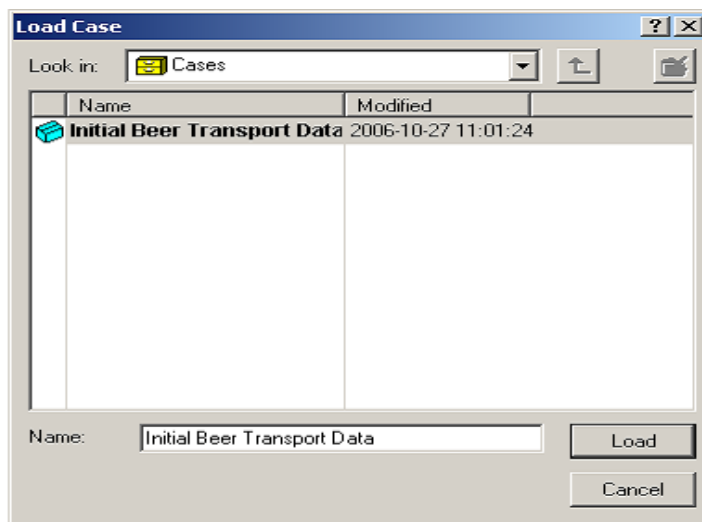 Load Case
Look in: Cases
Name Modified
Initial Beer Transport Data 2006-10-27 11:01:24
Name: Initial Beer Transport Data Load
Cancel